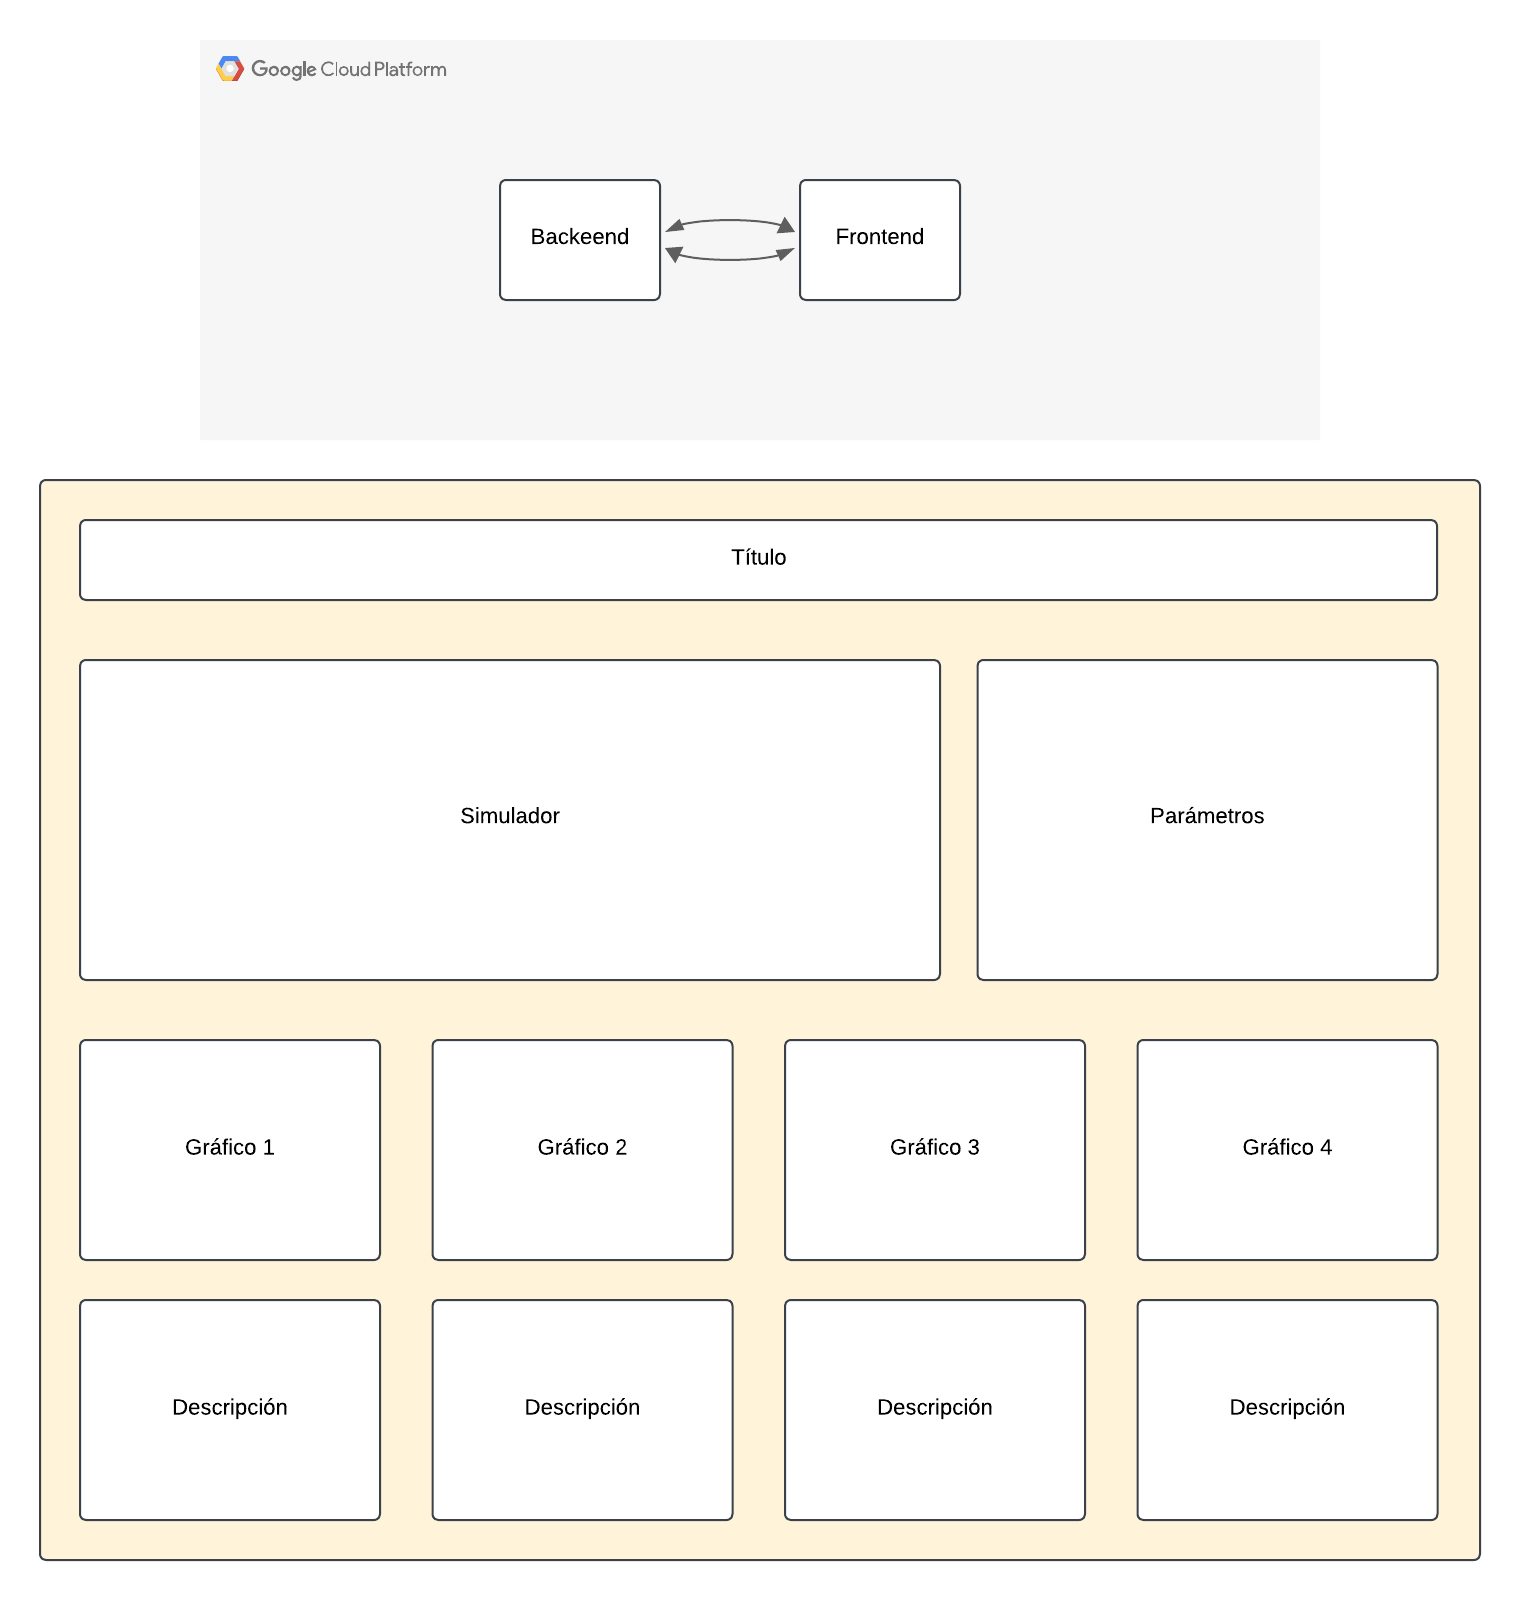 Google Cloud Platform
Backeend
Frontend
Título
Simulador
Parámetros
Gráfico 1
Gráfico 2
Gráfico 3
Gráfico 4
Descripción
Descripción
Descripción
Descripción